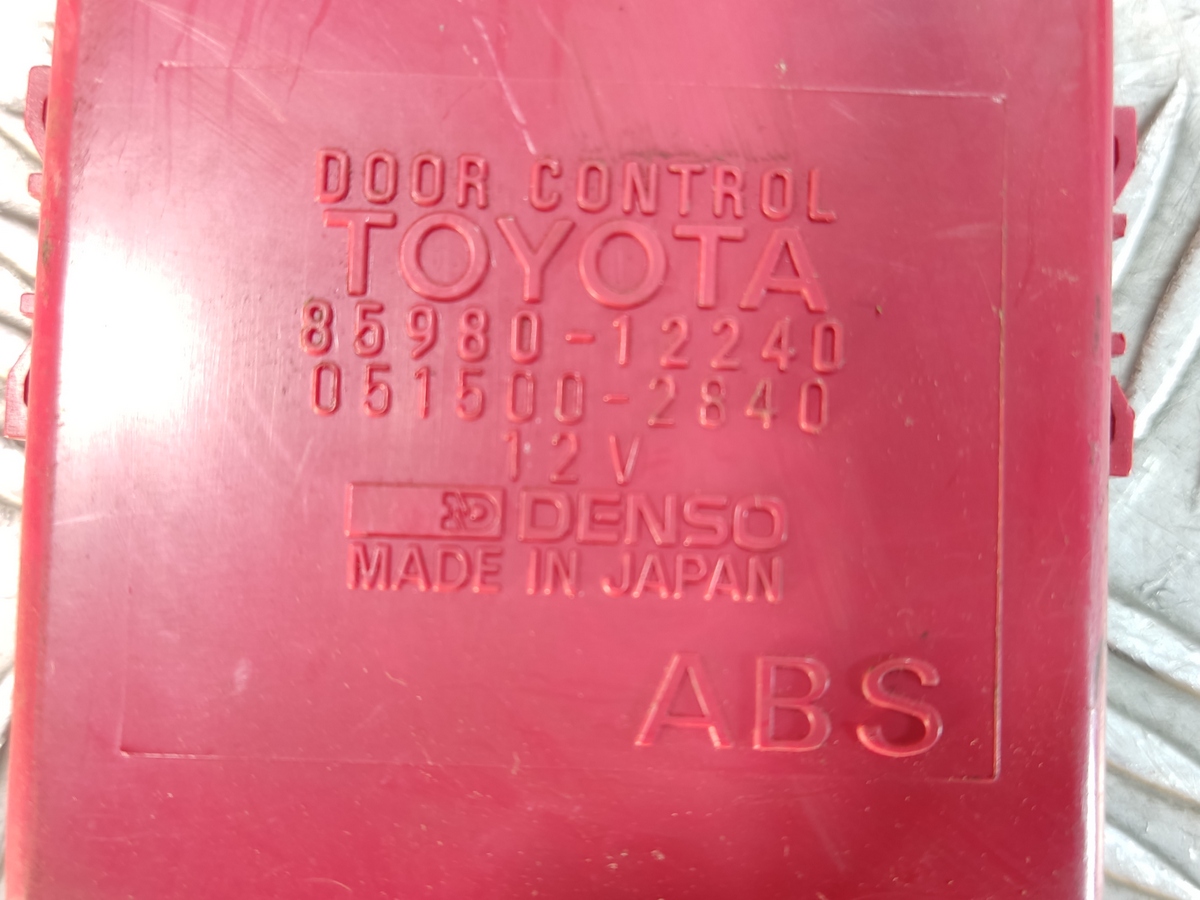 DOOR CONTROL
TOYOTA
85980-12240
051500-2840
12V
DENSO
MADE IN JAPAN
ABS